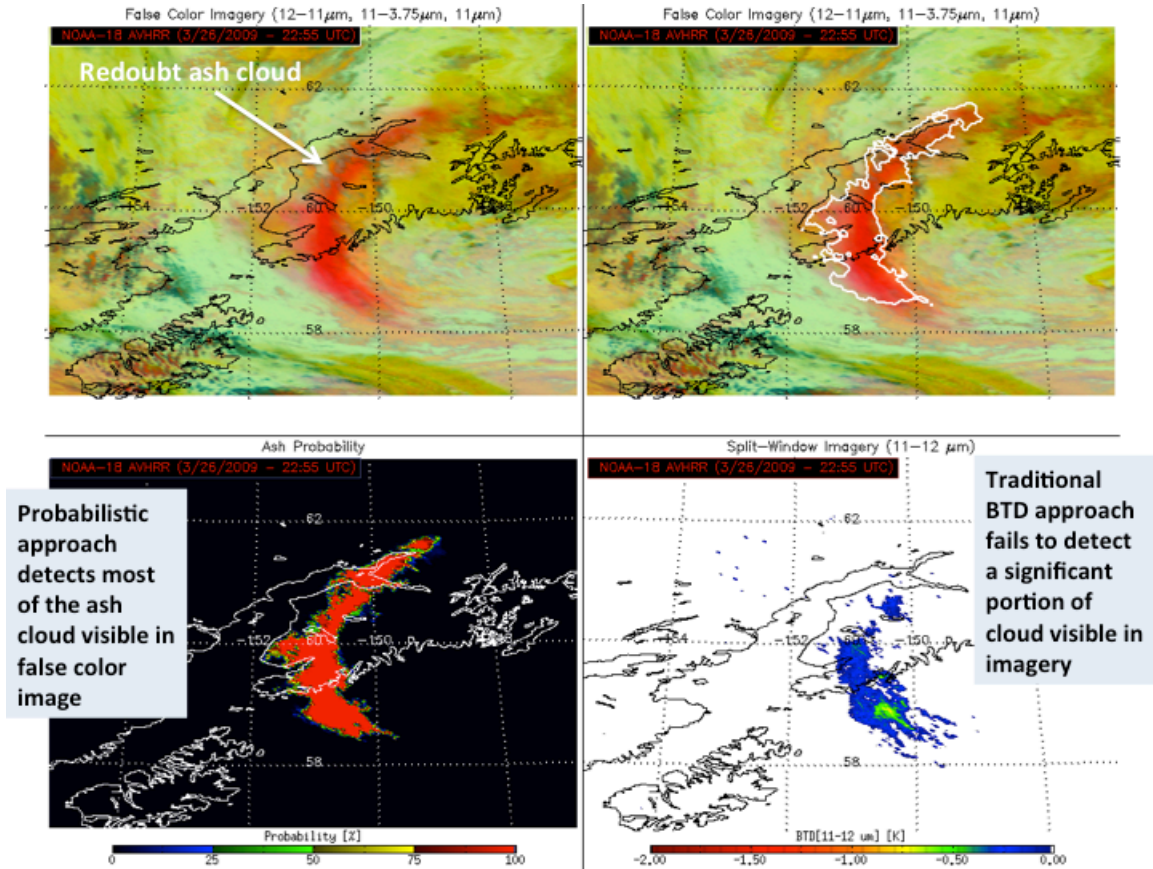 False Color Imagery (12-11μm, 11-3.75μm, 11μm)
NOAA-18 AVHRR (3/26/2009 - 22:55 UTC)
Redoubt ash cloud
62
-152
60
-150
58
False Color Imagery (12-11μm, 11-3.75μm, 11μm)
NOAA-18 AVHRR (3/26/2009 - 22:55 UTC)
62
-154
-152
60
-150
58
Ash Probability
NOAA-18 AVHRR (3/26/2009 - 22:55 UTC)
Probabilistic
approach
detects most
of the ash
cloud visible in
false color
image
62
-152
60
-150
58
Probability [%]
0
25
50
75
100
Split-Window Imagery (11-12 μm)
NOAA-18 AVHRR (3/26/2009 - 22:55 UTC)
Traditional
BTD approach
fails to detect
a significant
portion of
cloud visible in
imagery
62
-154
-152
-150
58
BTD[11-12 um] [K]
-2.00
-1.50
-1.00
-0.50
0.00